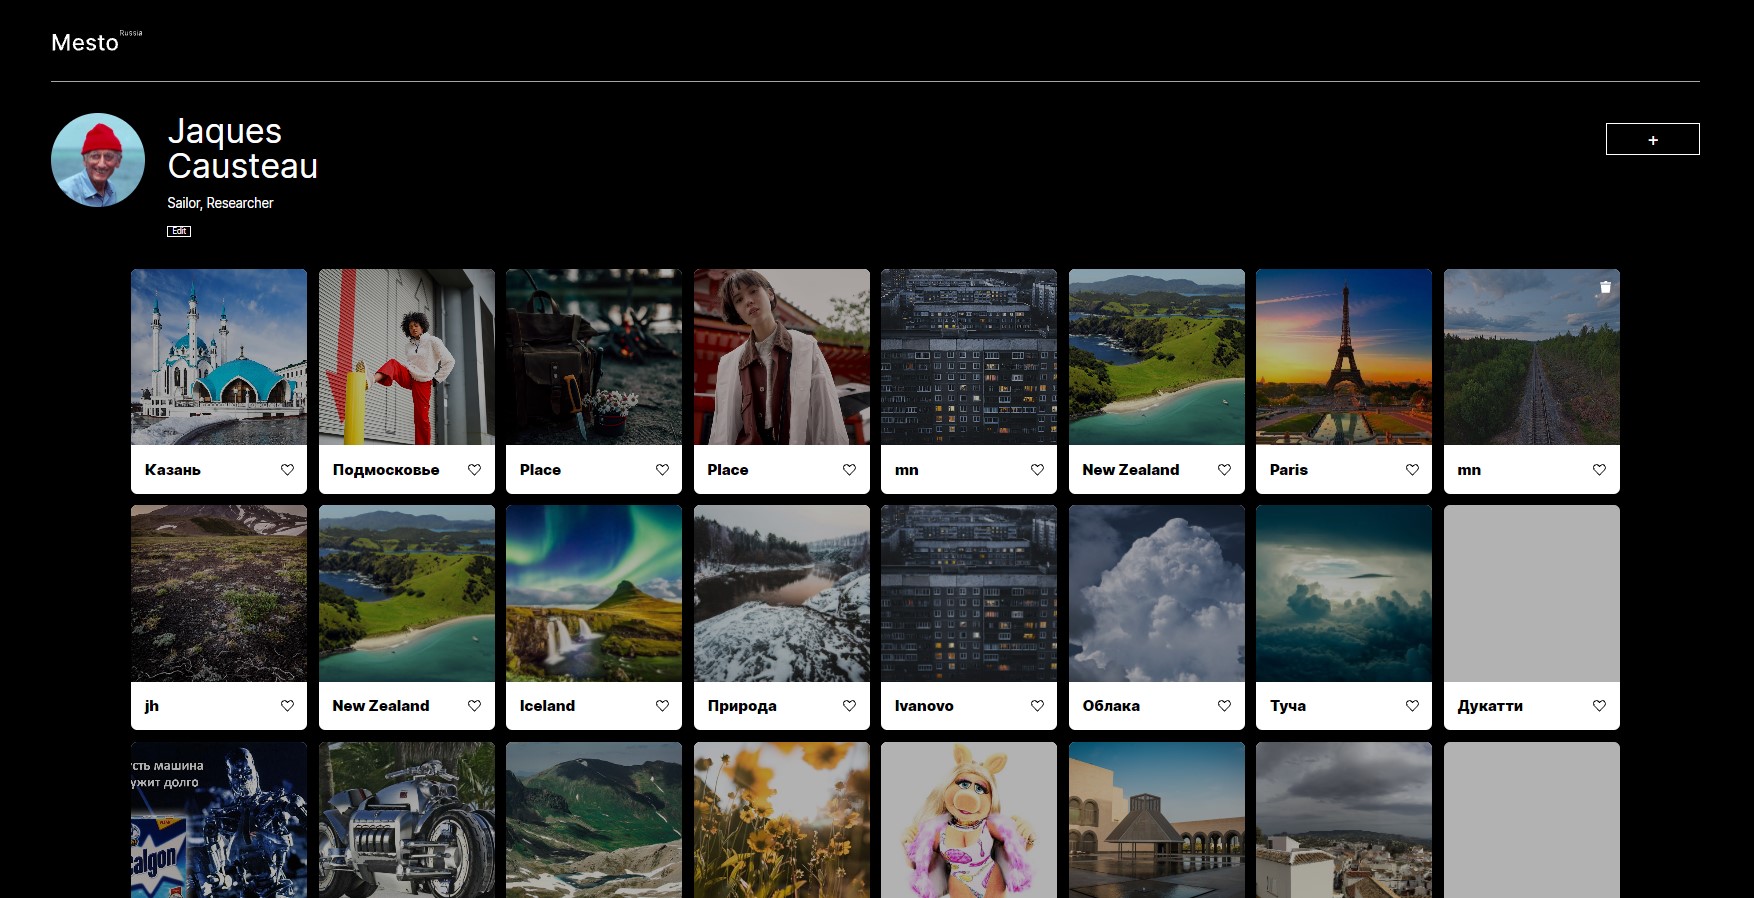 Mesto Russia
Jaques
Causteau
Sailor, Researcher
Edit
+
Казань
Подмосковье
Place
Place
mn
New Zealand
Paris
mn
jh
New Zealand
Iceland
Природа
Ivanovo
Облака
Туча
Дукатти
сть машина
ужит долго
algon